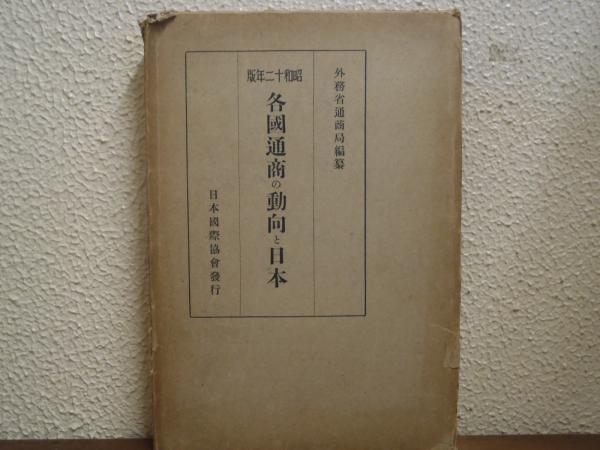 外務省通商局編纂
昭和十二年版
各國通商の動向と日本
日本國際協會發行